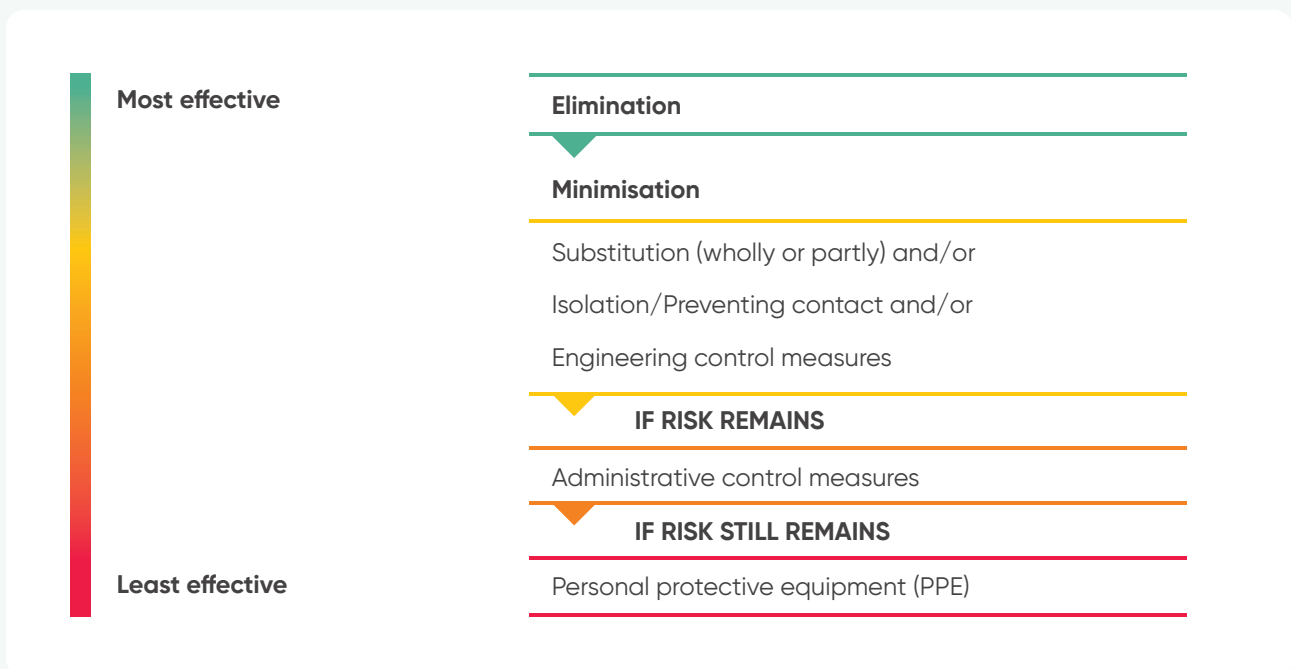 Most effective
Elimination
Minimisation
Substitution (wholly or partly) and/or
Isolation/Preventing contact and/or
Engineering control measures
IF RISK REMAINS
Administrative control measures
IF RISK STILL REMAINS
Least effective
Personal protective equipment (PPE)